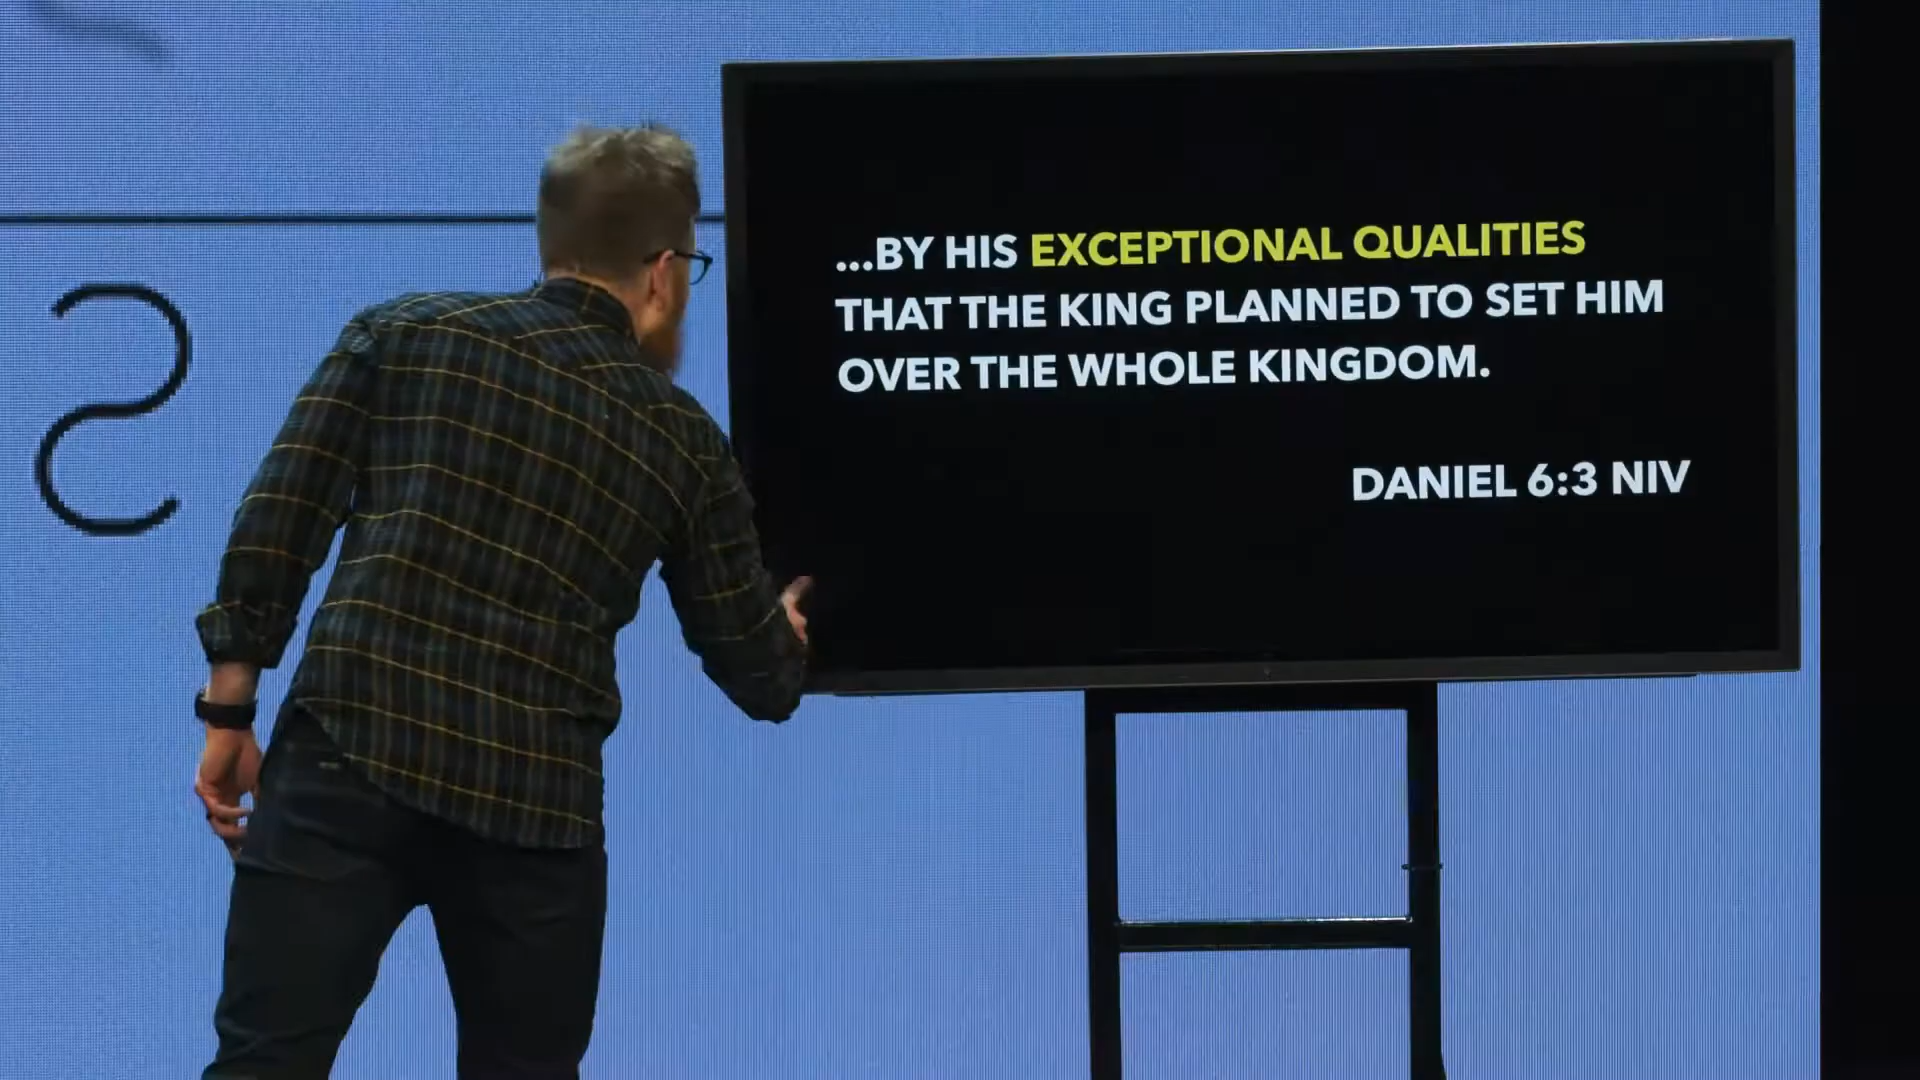 S
...BY HIS EXCEPTIONAL QUALITIES
THAT THE KING PLANNED TO SET HIM
OVER THE WHOLE KINGDOM.
DANIEL 6:3 NIV